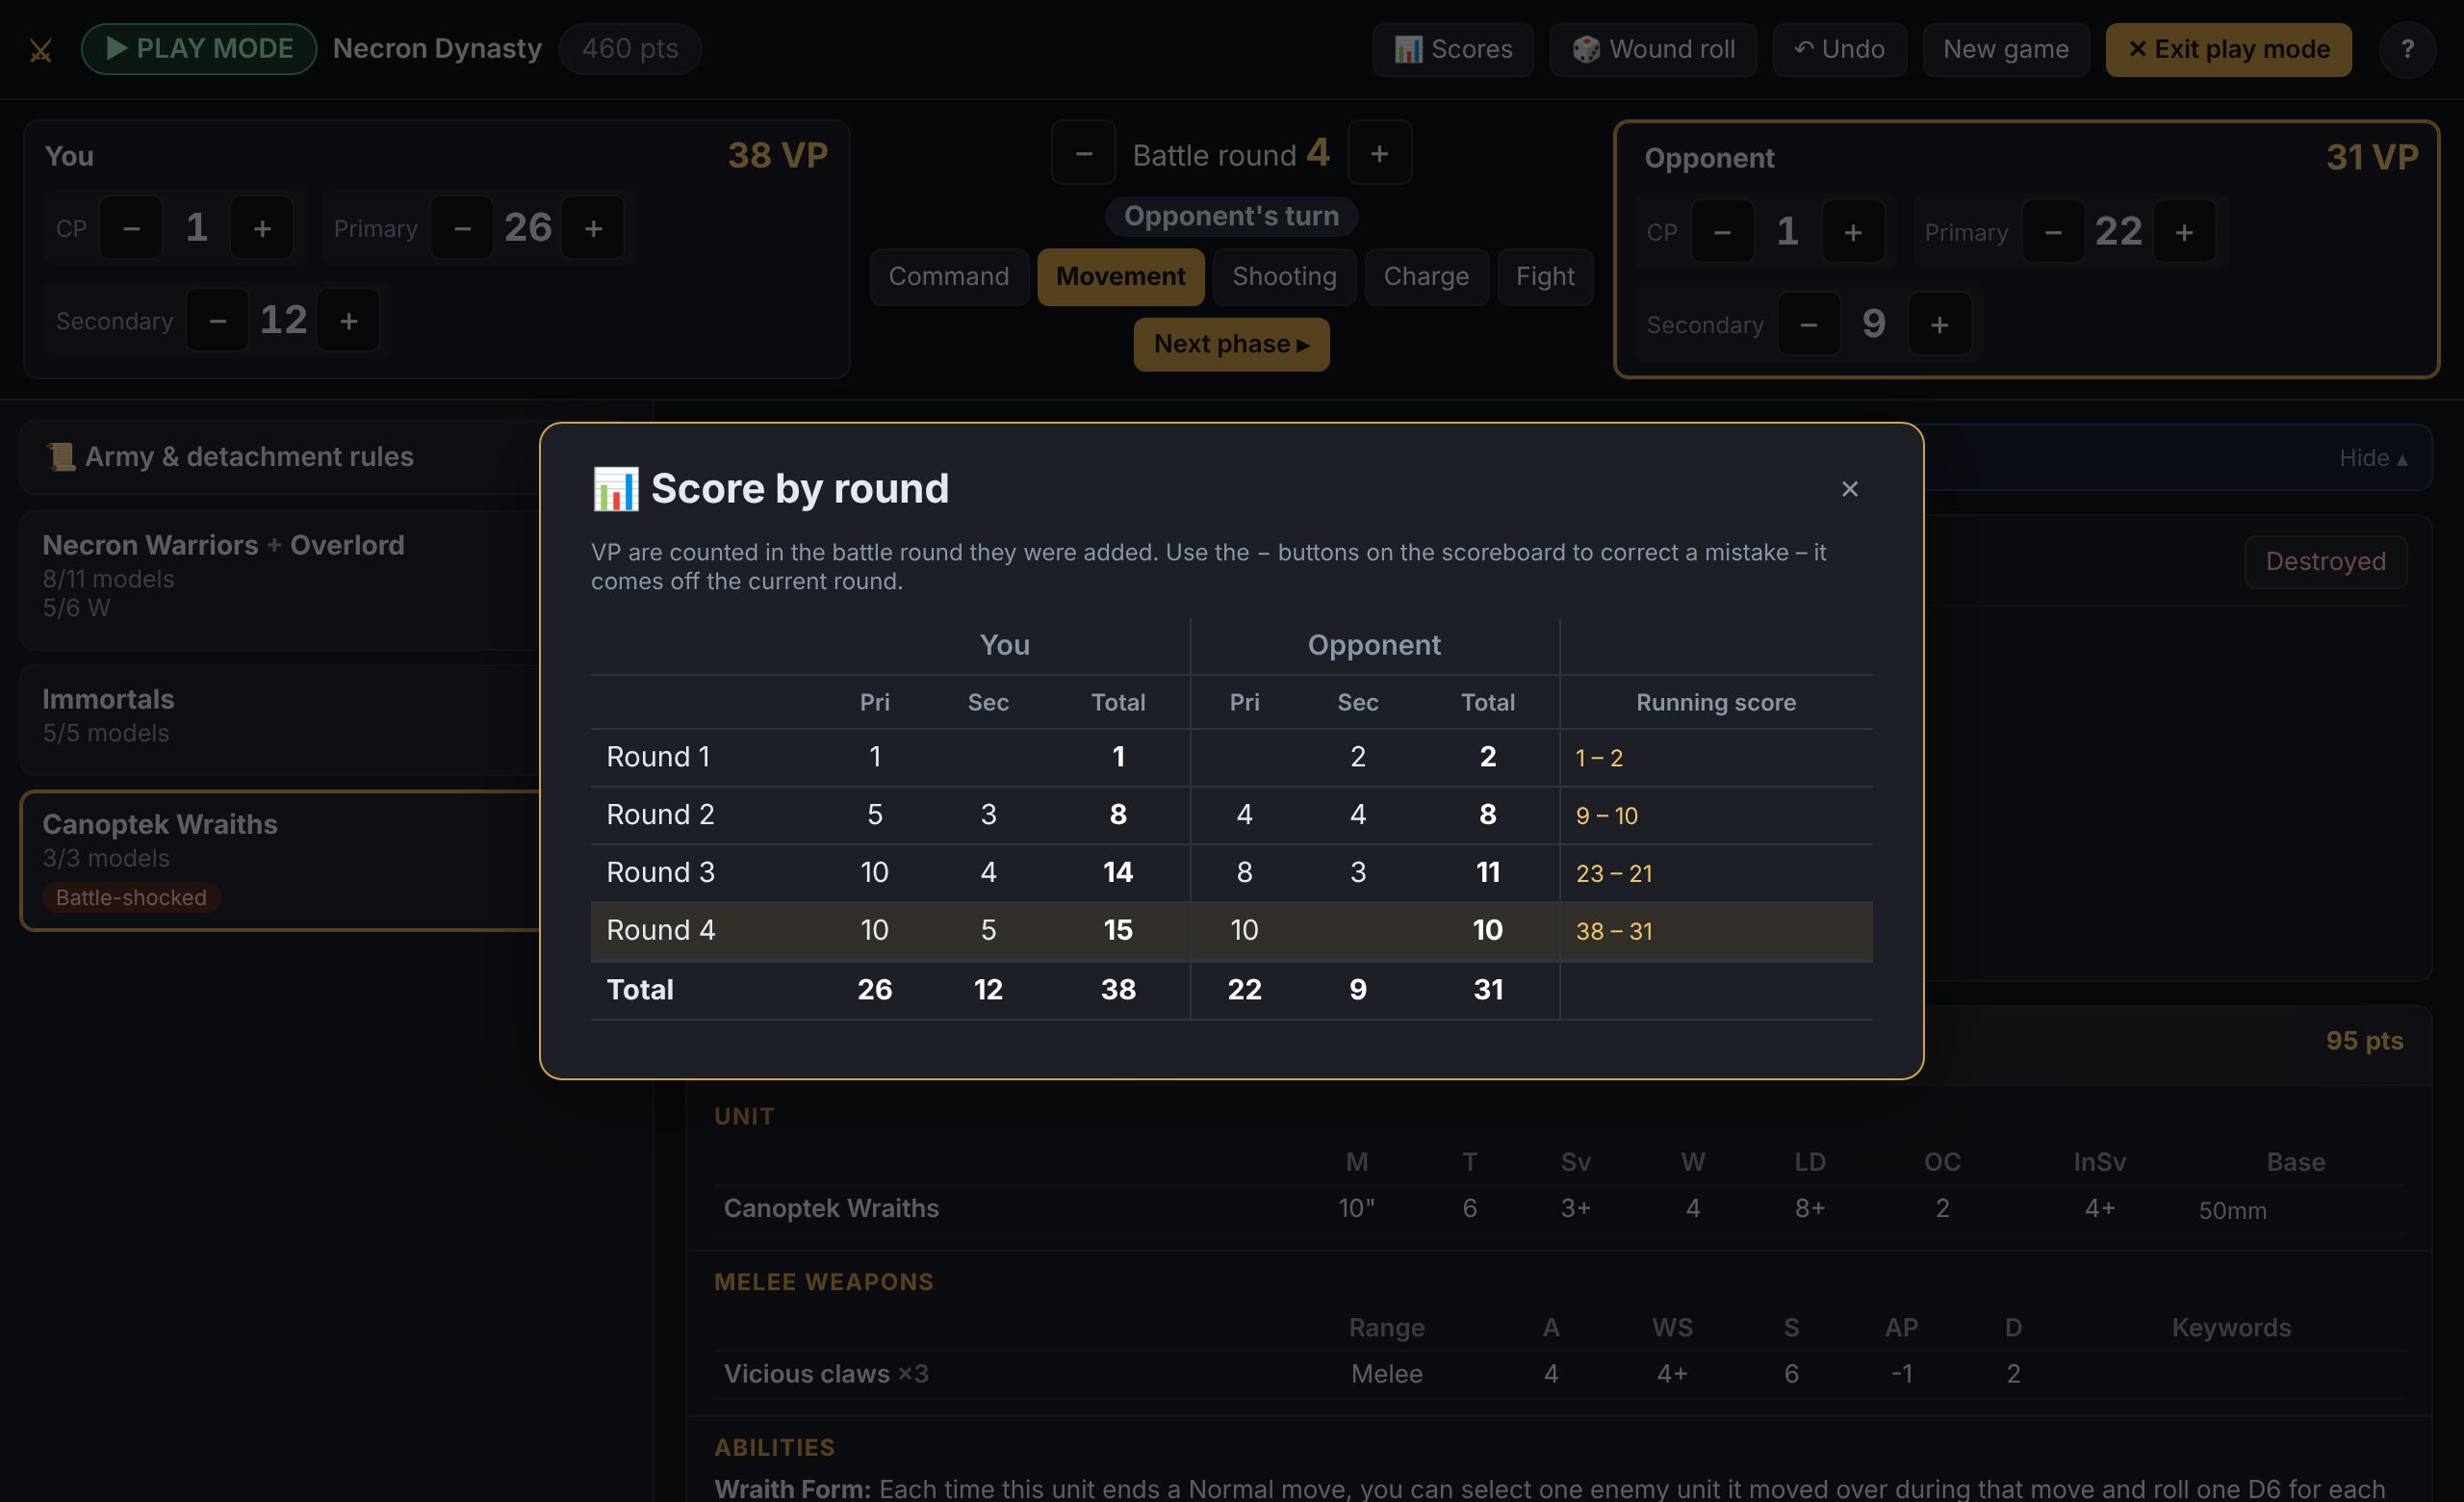 PLAY MODE Necron Dynasty 460 pts Scores Wound roll Undo New game ✕ Exit play mode ?
You 38 VP
CP − 1 + Primary − 26 +
Secondary − 12 +
− Battle round 4 +
Opponent's turn
Command Movement Shooting Charge Fight
Next phase ▸
Opponent 31 VP
CP − 1 + Primary − 22 +
Secondary − 9 +
Army & detachment rules
Hide ▴
Necron Warriors + Overlord
8/11 models
5/6 W
Immortals
5/5 models
Canoptek Wraiths
3/3 models
Battle-shocked
Destroyed
Score by round ✕
VP are counted in the battle round they were added. Use the − buttons on the scoreboard to correct a mistake – it
comes off the current round.
You Opponent
Pri Sec Total Pri Sec Total Running score
Round 1 1 1 2 2 1 – 2
Round 2 5 3 8 4 4 8 9 – 10
Round 3 10 4 14 8 3 11 23 – 21
Round 4 10 5 15 10 10 38 – 31
Total 26 12 38 22 9 31
95 pts
UNIT
M T Sv W LD OC InSv Base
Canoptek Wraiths 10" 6 3+ 4 8+ 2 4+ 50mm
MELEE WEAPONS
Range A WS S AP D Keywords
Vicious claws ×3 Melee 4 4+ 6 -1 2
ABILITIES
Wraith Form: Each time this unit ends a Normal move, you can select one enemy unit it moved over during that move and roll one D6 for each